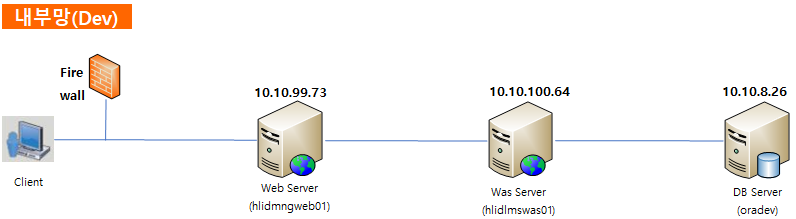 내부망(Dev)
Fire
wall
10.10.99.73
10.10.100.64
10.10.8.26
Client
Web Server
(hlidmngweb01)
Was Server
(hlidlmswas01)
DB Server
(oradev)